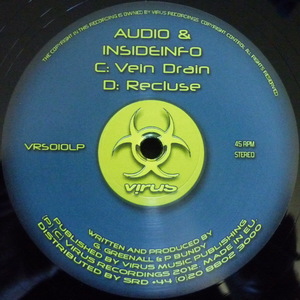 THE COPYRIGHT IN THIS RECORDING IS OWNED BY VIRUS RECORDINGS. COPYRIGHT CONTROL ALL RIGHTS RESERVED
AUDIO &
INSIDEINFO
C: Vein Drain
D: Recluse
VRS010LP
virus
45 RPM
STEREO
WRITTEN AND PRODUCED BY
G. GREENALL & P BUNDY
PUBLISHED BY VIRUS MUSIC PUBLISHING
(P) (C) VIRUS RECORDINGS 2012. MADE IN EU.
DISTRIBUTED BY SRD +44 (0)20 8802 3000